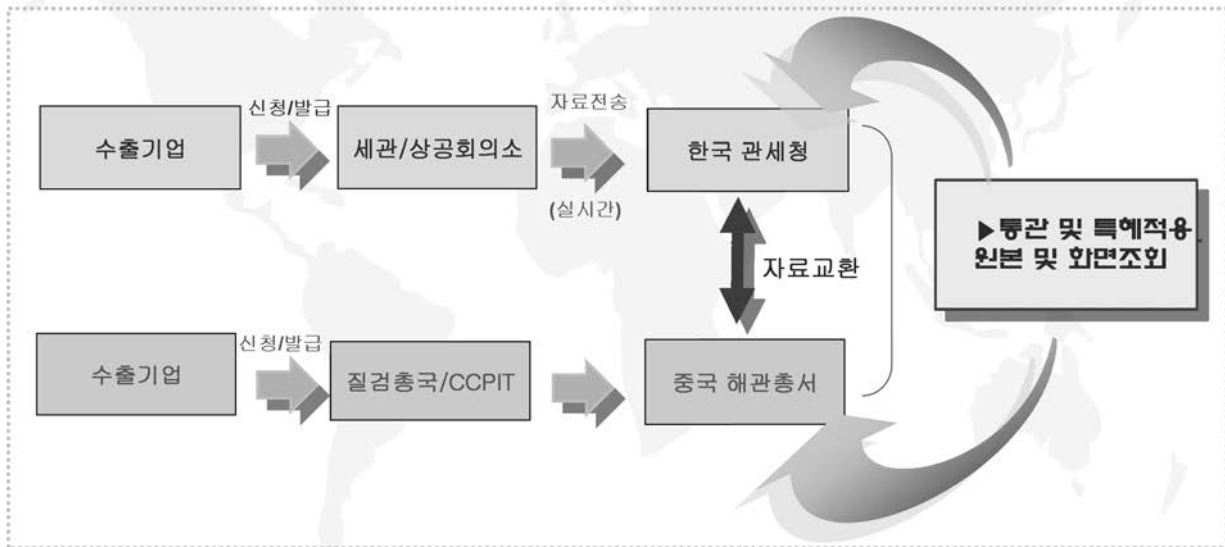 신청/발급
자료전송
수출기업
세관/상공회의소
한국 관세청
(실시간)
▶통관 및 특혜적용
원본 및 화면조회
자료교환
신청/발급
수출기업
질검총국/CCPIT
중국 해관총서